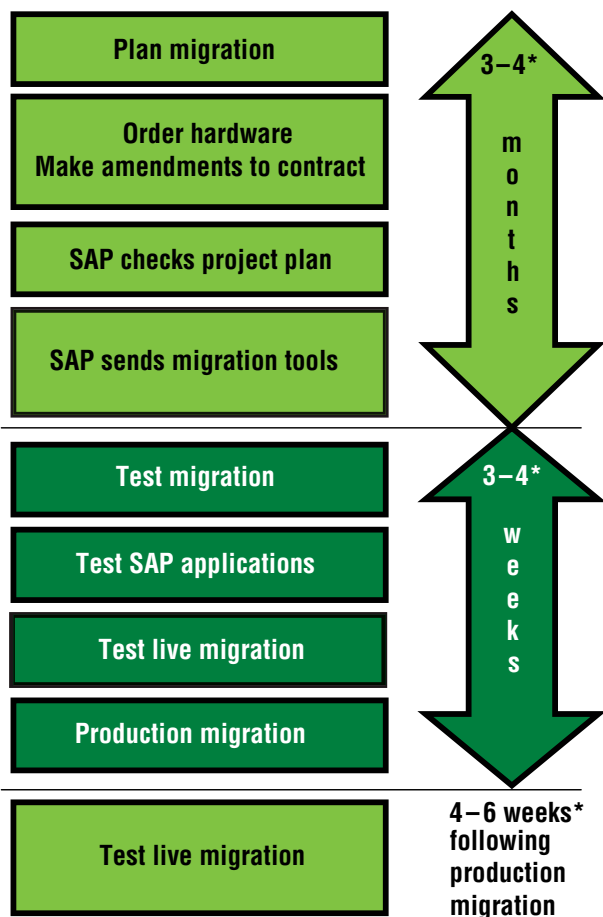 Plan migration
3–4*
Order hardware
Make amendments to contract
months
SAP checks project plan
SAP sends migration tools
Test migration
3–4*
Test SAP applications
weeks
Test live migration
Production migration
Test live migration
4–6 weeks*
following
production
migration